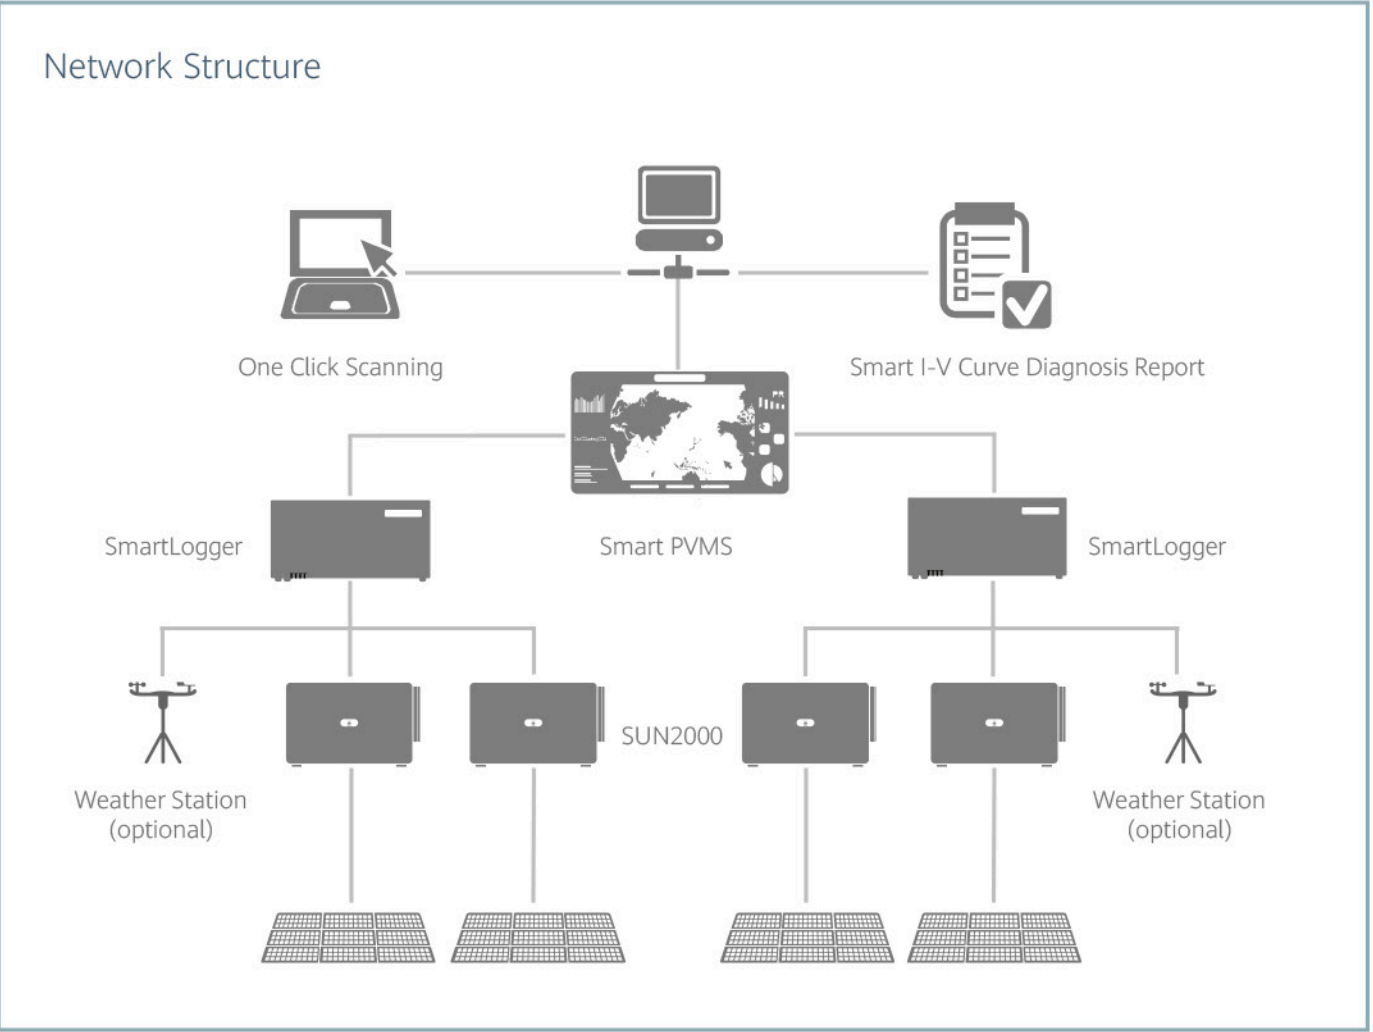 Network Structure
One Click Scanning
Smart I-V Curve Diagnosis Report
SmartLogger
Smart PVMS
SmartLogger
SUN2000
Weather Station
(optional)
Weather Station
(optional)